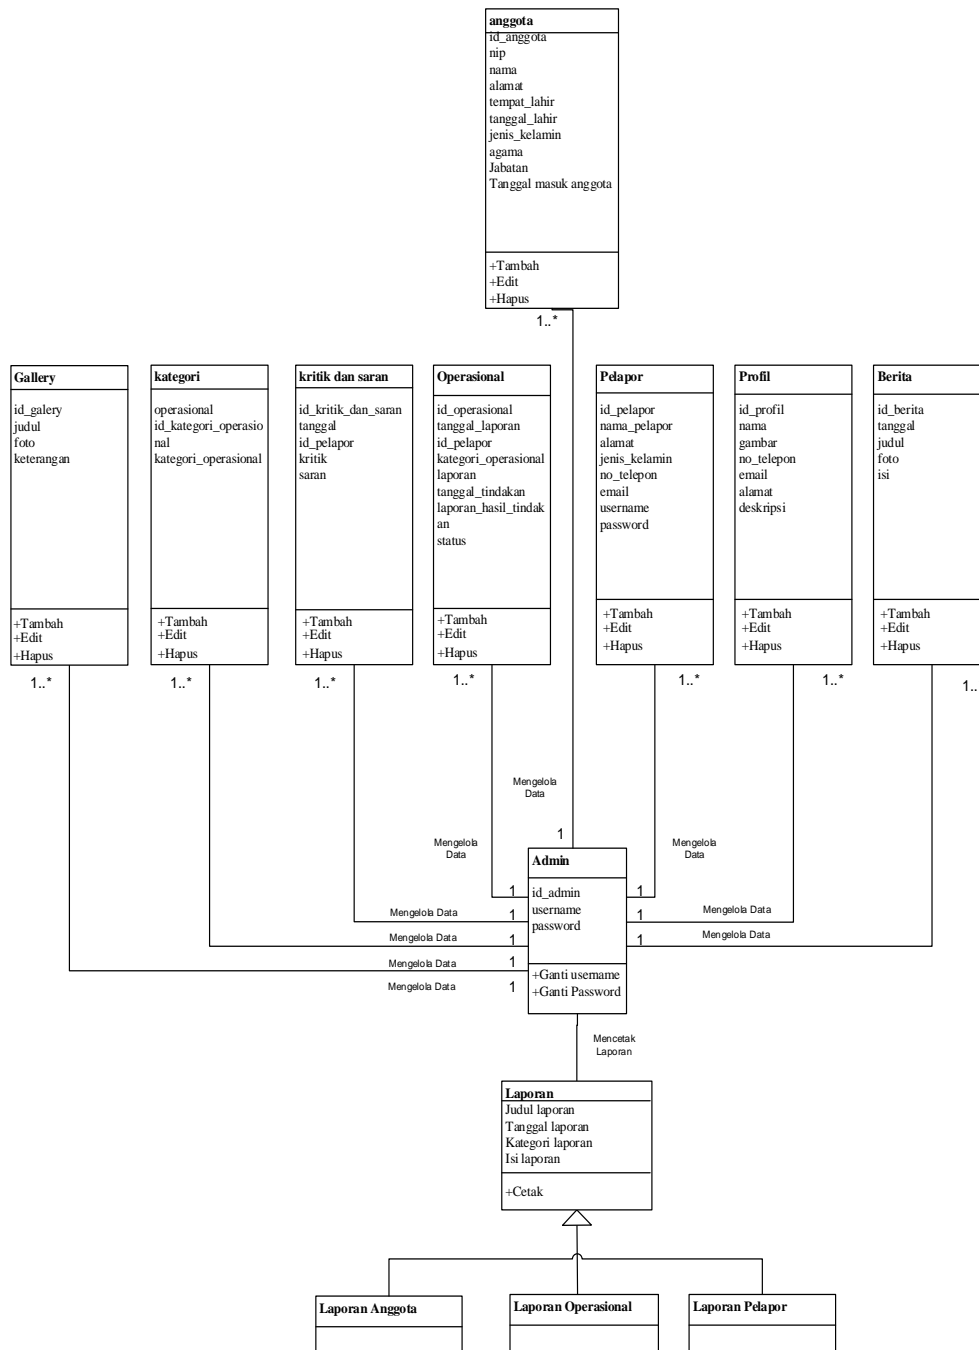 anggota
id_anggota
nip
nama
alamat
tempat_lahir
tanggal_lahir
jenis_kelamin
agama
Jabatan
Tanggal masuk anggota
+Tambah
+Edit
+Hapus
1..*
Gallery
id_galery
judul
foto
keterangan
+Tambah
+Edit
+Hapus
1..*
kategori
operasional
id_kategori_operasio
nal
kategori_operasional
+Tambah
+Edit
+Hapus
1..*
kritik dan saran
id_kritik_dan_saran
tanggal
id_pelapor
kritik
saran
+Tambah
+Edit
+Hapus
1..*
Operasional
id_operasional
tanggal_laporan
id_pelapor
kategori_operasional
laporan
tanggal_tindakan
laporan_hasil_tindak
an
status
+Tambah
+Edit
+Hapus
1..*
Pelapor
id_pelapor
nama_pelapor
alamat
jenis_kelamin
no_telepon
email
username
password
+Tambah
+Edit
+Hapus
1..*
Profil
id_profil
nama
gambar
no_telepon
email
alamat
deskripsi
+Tambah
+Edit
+Hapus
1..*
Berita
id_berita
tanggal
judul
foto
isi
+Tambah
+Edit
+Hapus
1..
Mengelola
Data
1
Mengelola
Data
1
Mengelola Data
1
Mengelola Data
1
Mengelola Data
1
Mengelola Data
1
Mengelola
Data
1
Mengelola Data
1
Mengelola Data
1
Admin
id_admin
username
password
+Ganti username
+Ganti Password
Mencetak
Laporan
Laporan
Judul laporan
Tanggal laporan
Kategori laporan
Isi laporan
+Cetak
Laporan Anggota
Laporan Operasional
Laporan Pelapor